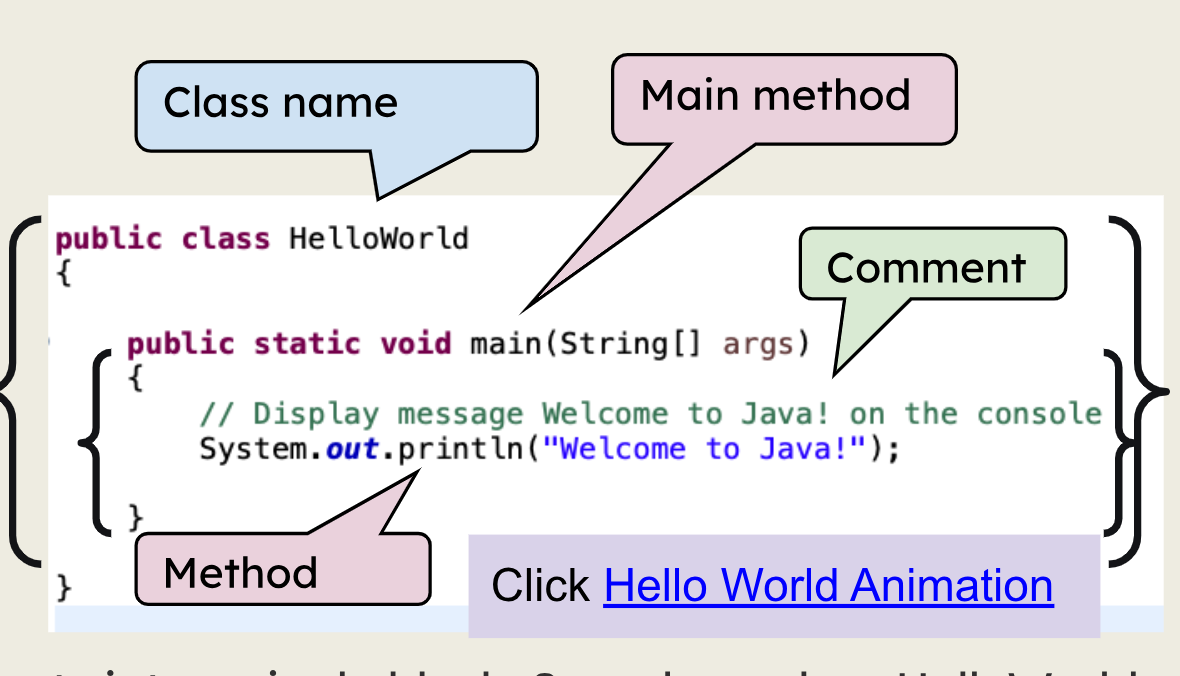 Class name
Main method
public class HelloWorld
{
Comment
public static void main(String[] args)
{
// Display message Welcome to Java! on the console
System.out.println("Welcome to Java!");
}
Method
Click Hello World Animation
}